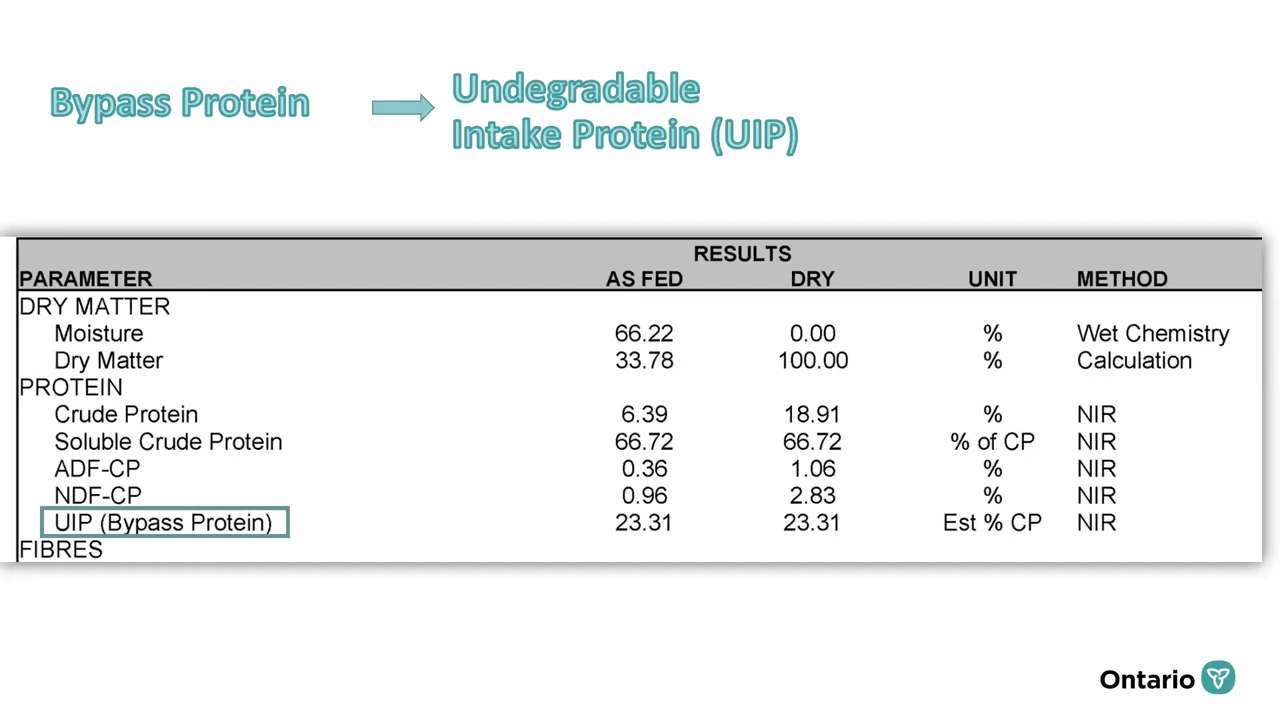 Bypass Protein
Undegradable
Intake Protein (UIP)
RESULTS
PARAMETER AS FED DRY UNIT METHOD
DRY MATTER
Moisture 66.22 0.00 % Wet Chemistry
Dry Matter 33.78 100.00 % Calculation
PROTEIN
Crude Protein 6.39 18.91 % NIR
Soluble Crude Protein 66.72 66.72 % of CP NIR
ADF-CP 0.36 1.06 % NIR
NDF-CP 0.96 2.83 % NIR
UIP (Bypass Protein) 23.31 23.31 Est % CP NIR
FIBRES
Ontario